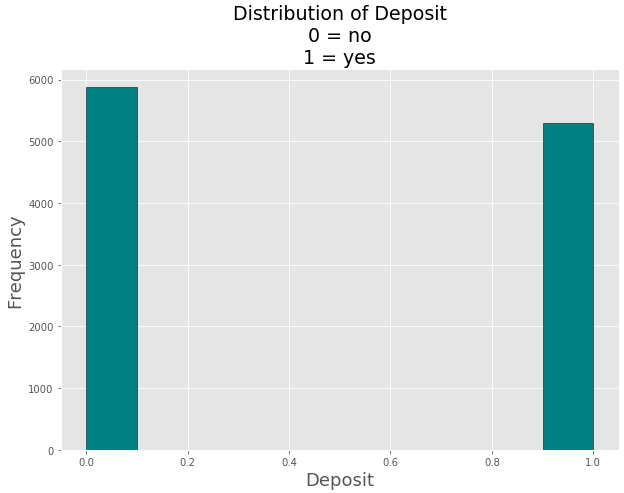 Distribution of Deposit
0 = no
1 = yes
6000
5000
4000
3000
2000
1000
0
Frequency
0.0 0.2 0.4 0.6 0.8 1.0
Deposit